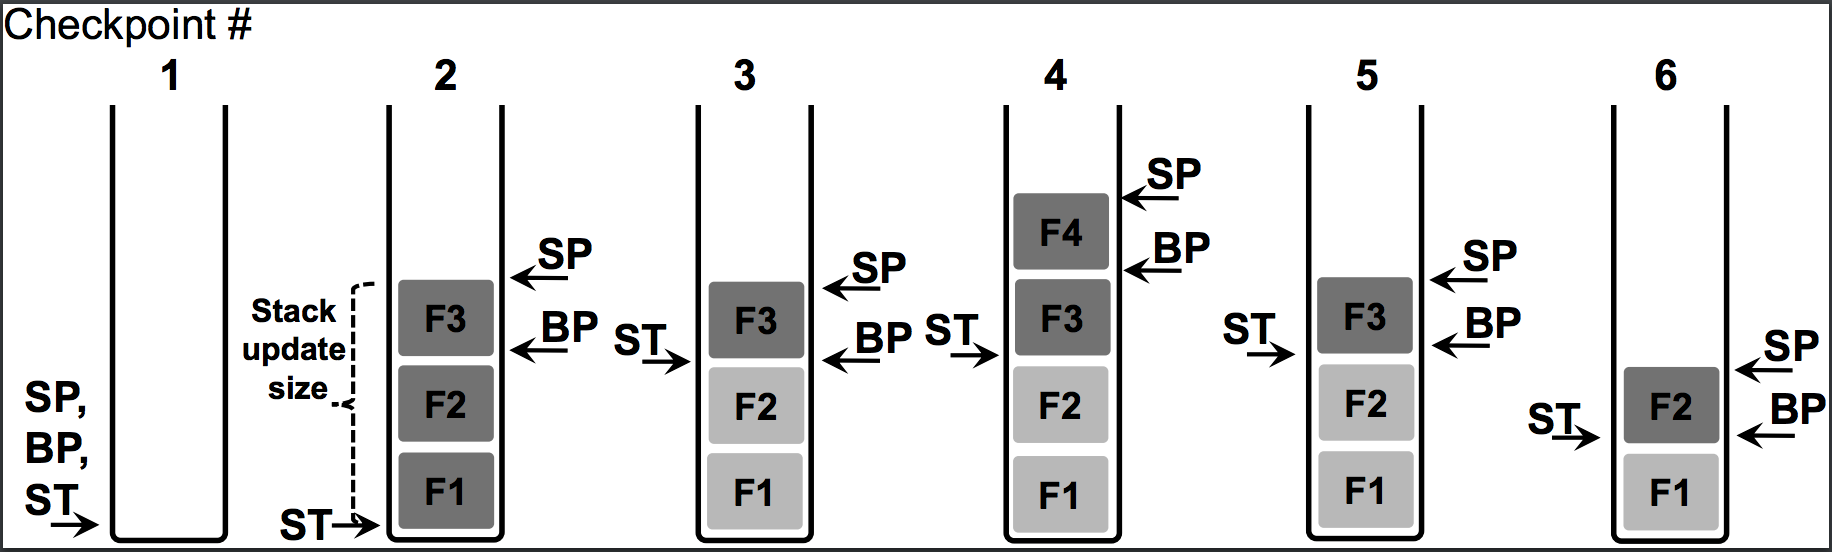 Checkpoint #
1 2 3 4 5 6
SP,
BP,
ST
Stack
update
size
ST
SP
BP
F3
F2
F1
ST
SP
BP
F3
F2
F1
ST
SP
BP
F4
F3
F2
F1
ST
SP
BP
F3
F2
F1
ST
SP
BP
F2
F1